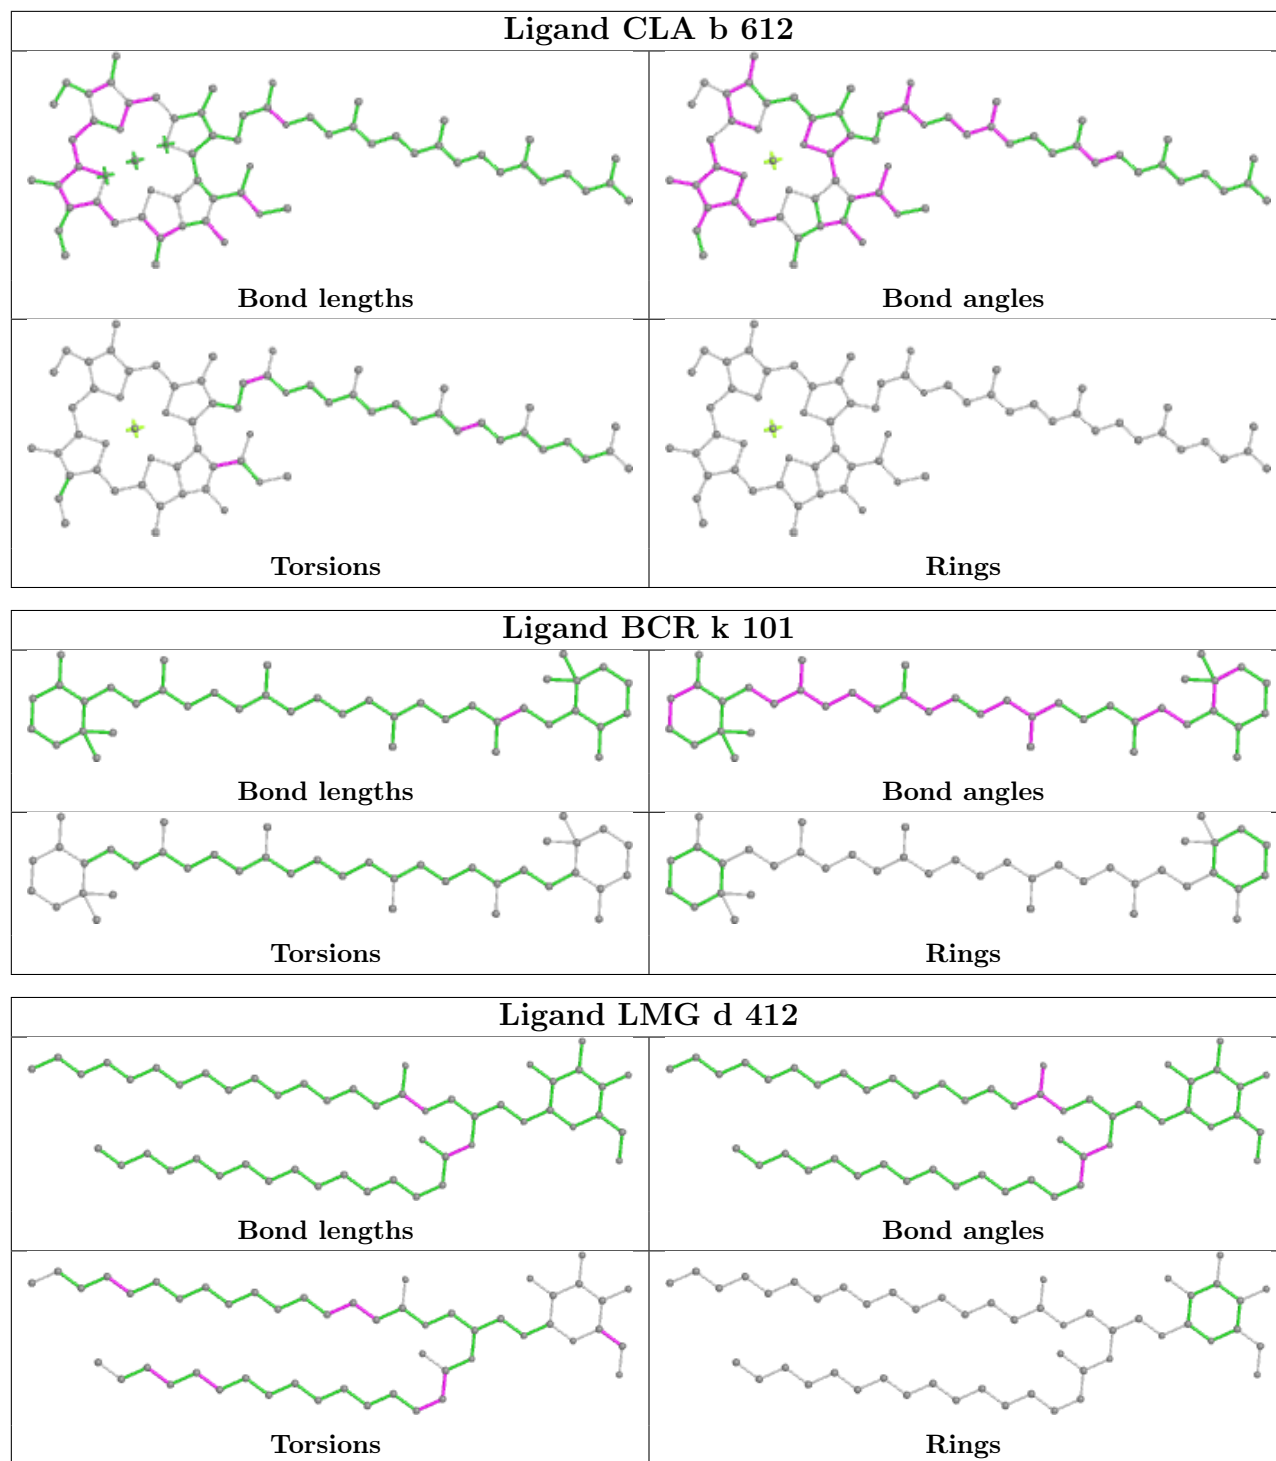 Ligand CLA b 612
Bond lengths
Bond angles
Torsions
Rings
Ligand BCR k 101
Bond lengths
Bond angles
Torsions
Rings
Ligand LMG d 412
Bond lengths
Bond angles
Torsions
Rings